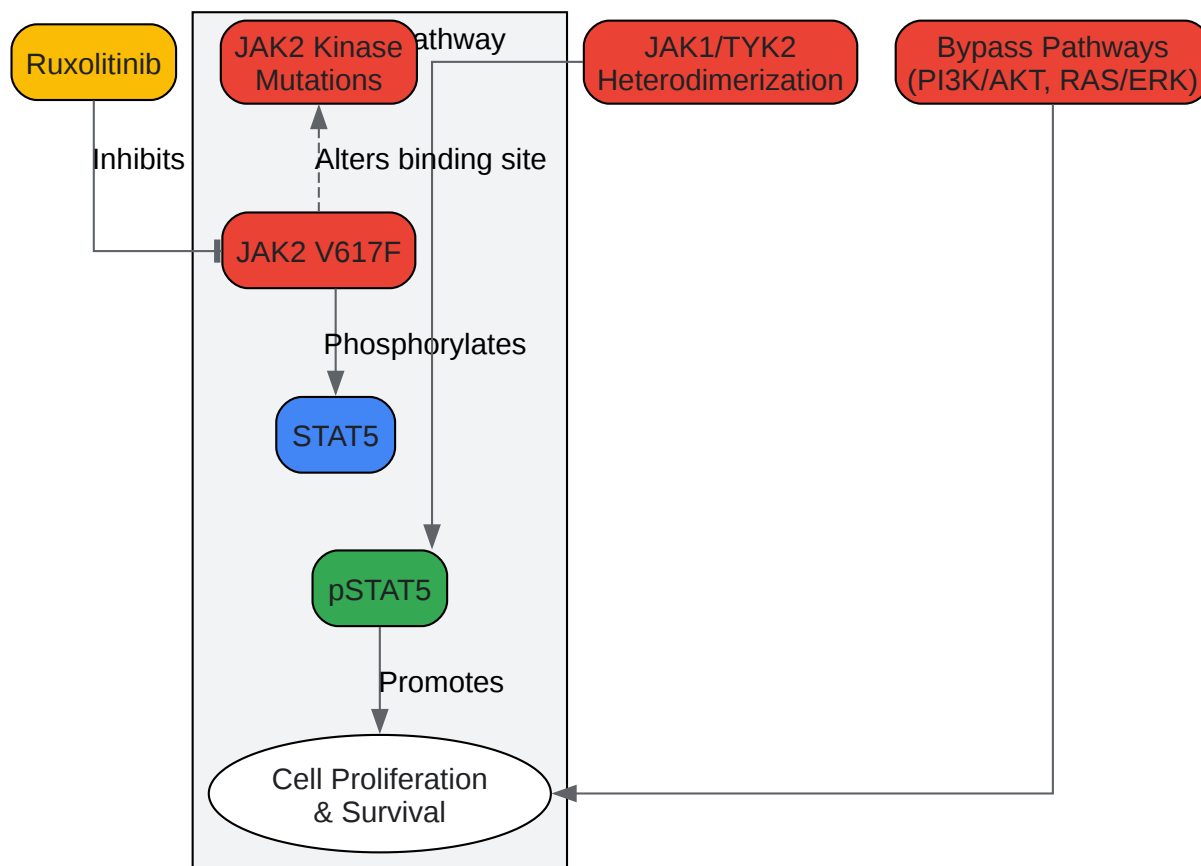 Ruxolitinib
JAK2 Kinase
Mutations
athway
JAK1/TYK2
Heterodimerization
Bypass Pathways
(PI3K/AKT, RAS/ERK)
Inhibits
Alters binding site
JAK2 V617F
Phosphorylates
STAT5
pSTAT5
Promotes
Cell Proliferation
& Survival